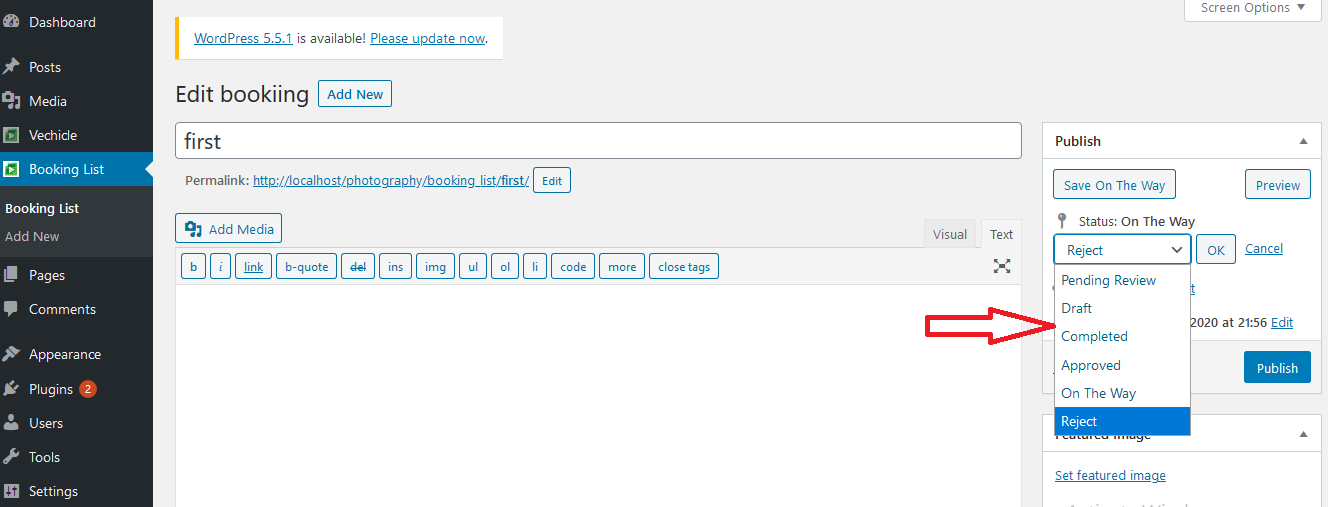 Dashboard
Posts
Media
Vechicle
Booking List
Booking List
Add New
Pages
Comments
Appearance
Plugins 2
Users
Tools
Settings
Screen Options
WordPress 5.5.1 is available! Please update now.
Edit bookiing Add New
first
Permalink: http://localhost/photography/booking_list/first/ Edit
Add Media
Visual Text
b i link b-quote del ins img ul ol li code more close tags
Publish
Save On The Way Preview
Status: On The Way
Reject OK Cancel
Pending Review
Draft
Completed 2020 at 21:56 Edit
Approved
On The Way
Reject
Publish
Featured image
Set featured image